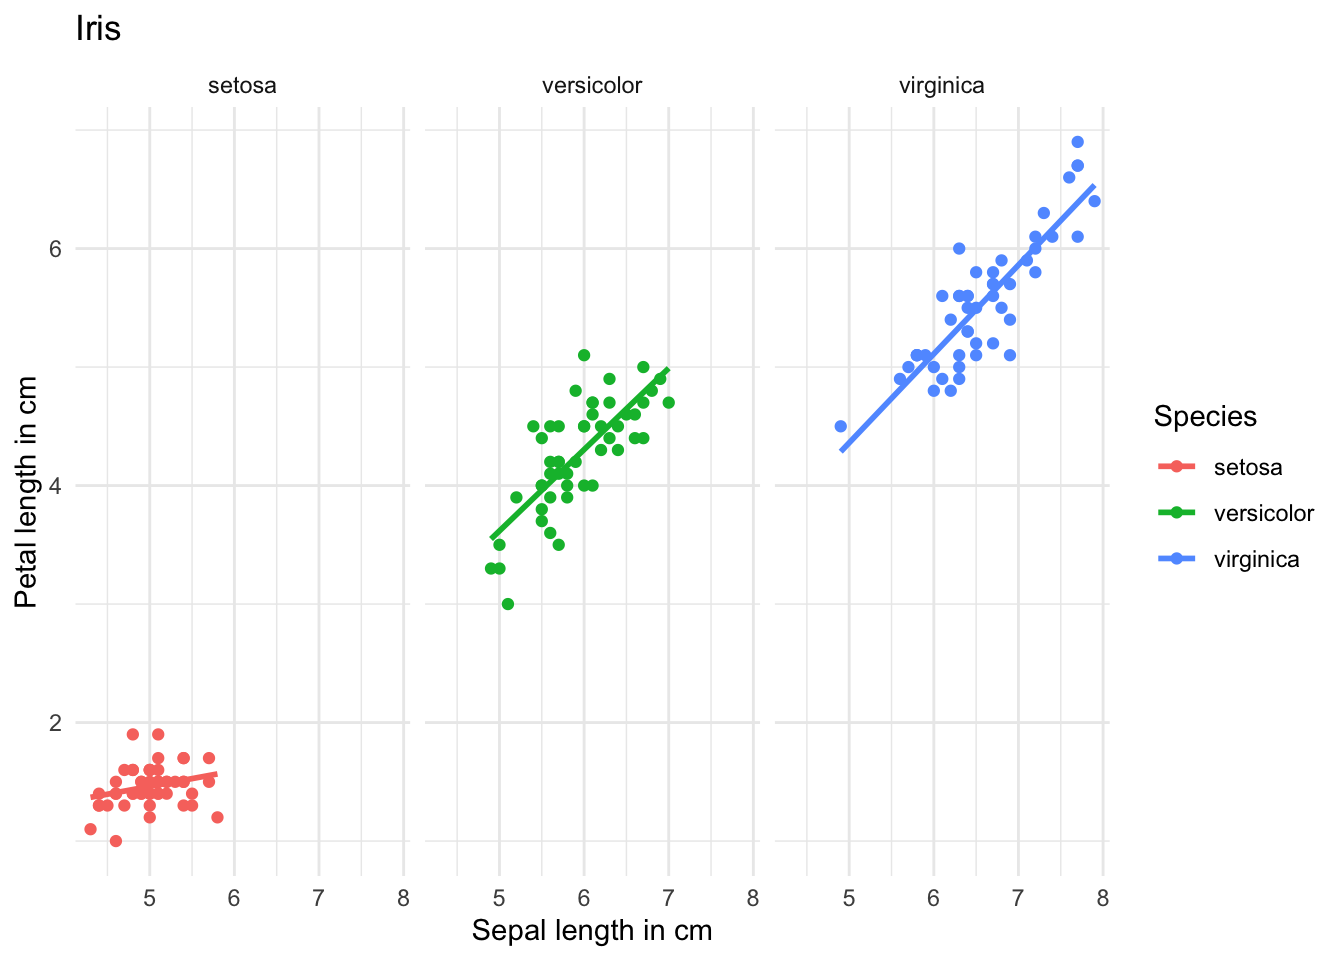 Iris
setosa versicolor virginica
6
4
2
Petal length in cm
5 6 7 8 5 6 7 8 5 6 7 8
Sepal length in cm
Species
setosa
versicolor
virginica